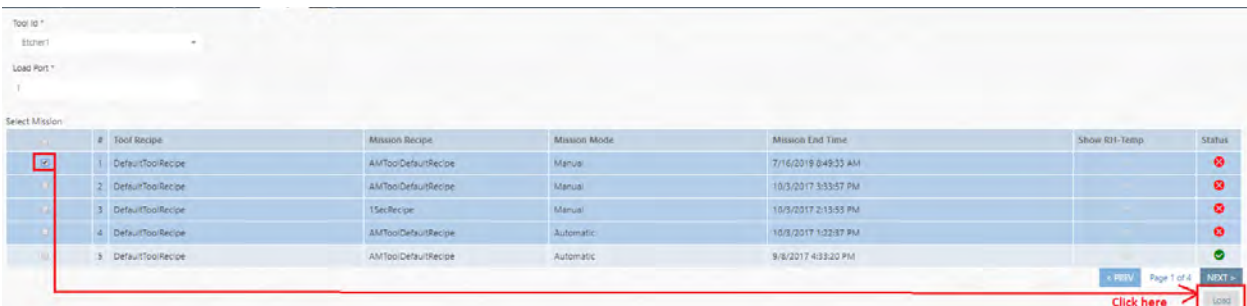 Tool Id *
Etcher1
Load Port *
1
Select Mission
# Tool Recipe Mission Recipe Mission Mode Mission End Time Show RH-Temp Status
1 DefaultToolRecipe AMToolDefaultRecipe Manual 7/16/2019 8:49:33 AM
2 DefaultToolRecipe AMToolDefaultRecipe Manual 10/3/2017 3:33:57 PM
3 DefaultToolRecipe 1SecRecipe Manual 10/3/2017 2:13:53 PM
4 DefaultToolRecipe AMToolDefaultRecipe Automatic 10/3/2017 1:22:37 PM
5 DefaultToolRecipe AMToolDefaultRecipe Automatic 9/8/2017 4:33:20 PM
< PREV Page 1 of 4 NEXT >
Click here Load